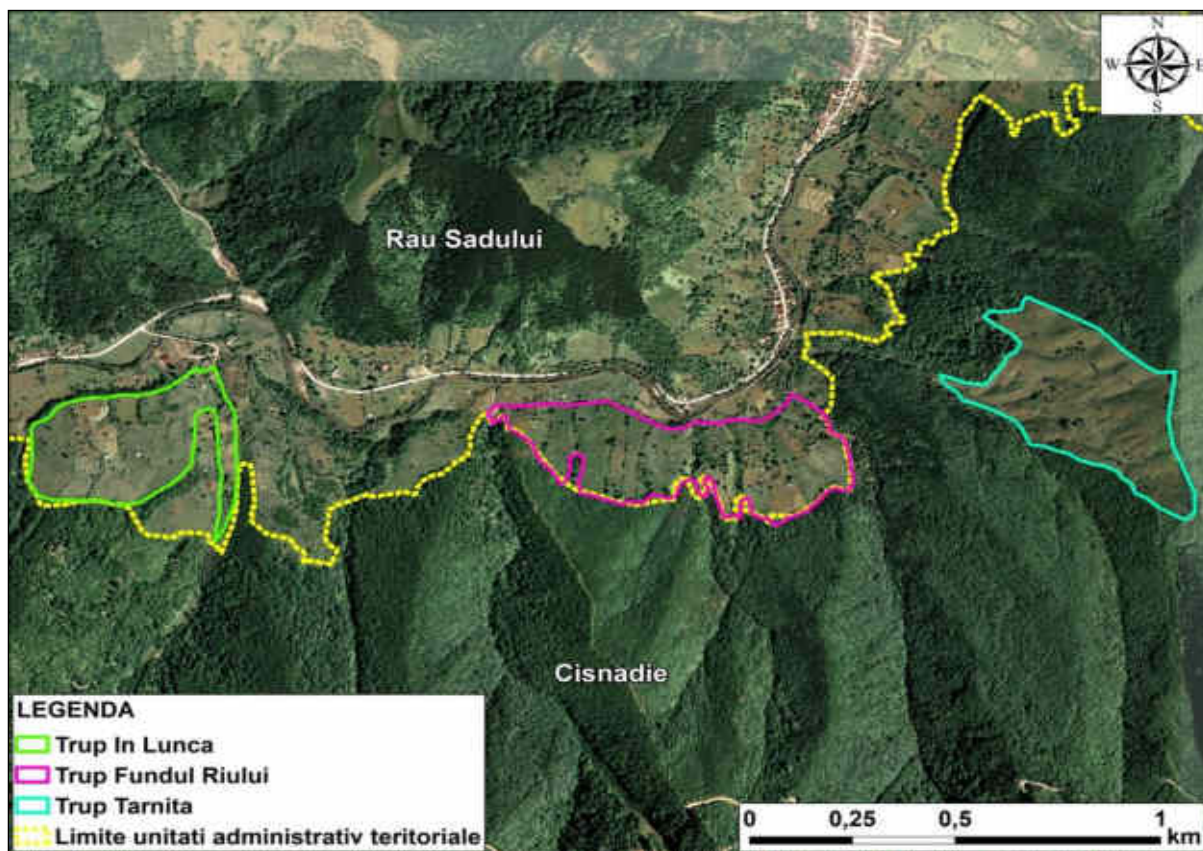 N
W E
S
Rau Sadului
Cisnadie
LEGENDA
Trup In Lunca
Trup Fundul Riului
Trup Tarnita
Limite unitati administrativ teritoriale
0 0,25 0,5 1
km